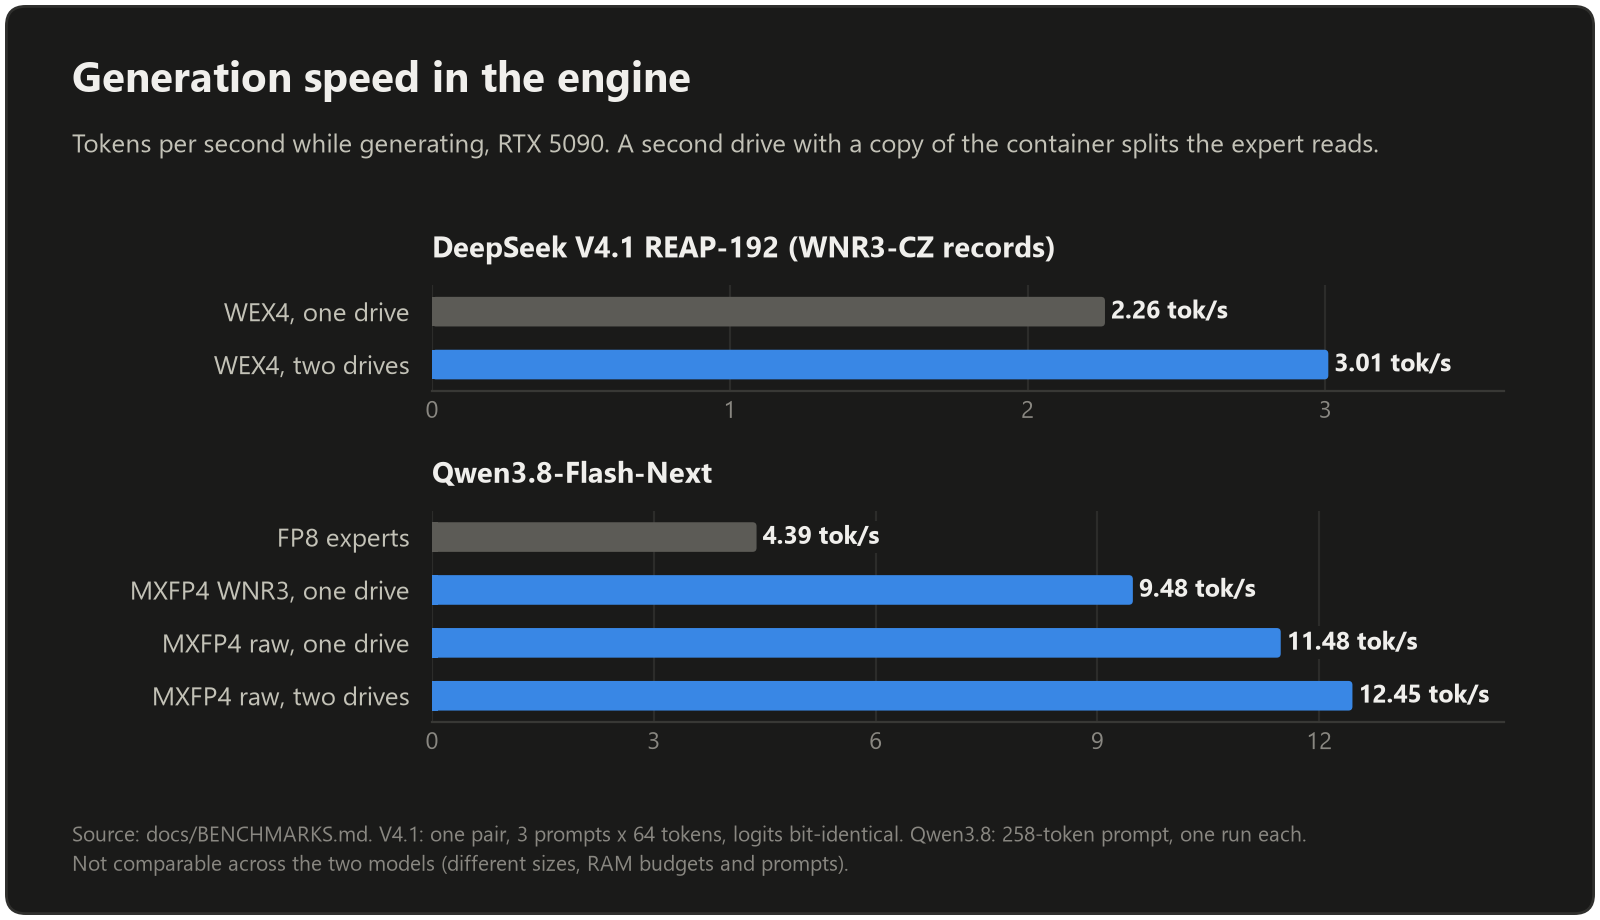 Generation speed in the engine
Tokens per second while generating, RTX 5090. A second drive with a copy of the container splits the expert reads.
DeepSeek V4.1 REAP-192 (WNR3-CZ records)
WEX4, one drive 2.26 tok/s
WEX4, two drives 3.01 tok/s
0 1 2 3
Qwen3.8-Flash-Next
FP8 experts 4.39 tok/s
MXFP4 WNR3, one drive 9.48 tok/s
MXFP4 raw, one drive 11.48 tok/s
MXFP4 raw, two drives 12.45 tok/s
0 3 6 9 12
Source: docs/BENCHMARKS.md. V4.1: one pair, 3 prompts x 64 tokens, logits bit-identical. Qwen3.8: 258-token prompt, one run each.
Not comparable across the two models (different sizes, RAM budgets and prompts).